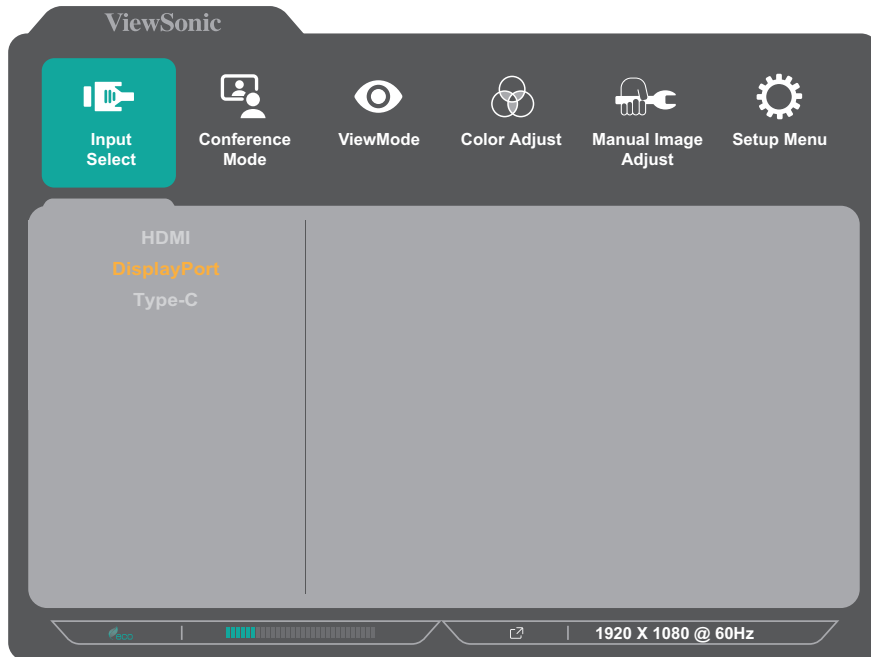 ViewSonic
Input
Select
Conference
Mode
ViewMode
Color Adjust
Manual Image
Adjust
Setup Menu
HDMI
DisplayPort
Type-C
eco
1920 X 1080 @ 60Hz